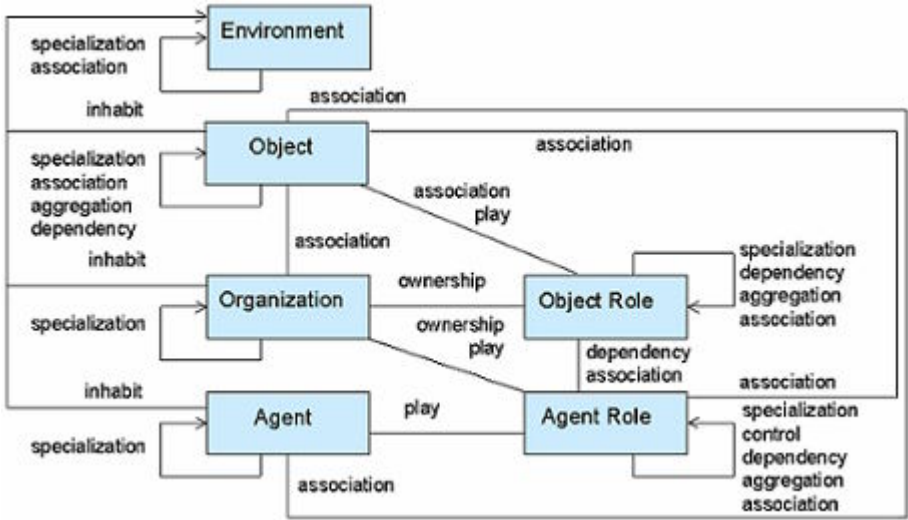 Environment
specialization
association
inhabit
association
Object
association
specialization
association
aggregation
dependency
association
play
association
inhabit
specialization
dependency
aggregation
association
Organization
ownership
Object Role
specialization
ownership
play
dependency
association
inhabit
association
Agent
play
Agent Role
specialization
specialization
control
dependency
aggregation
association
association